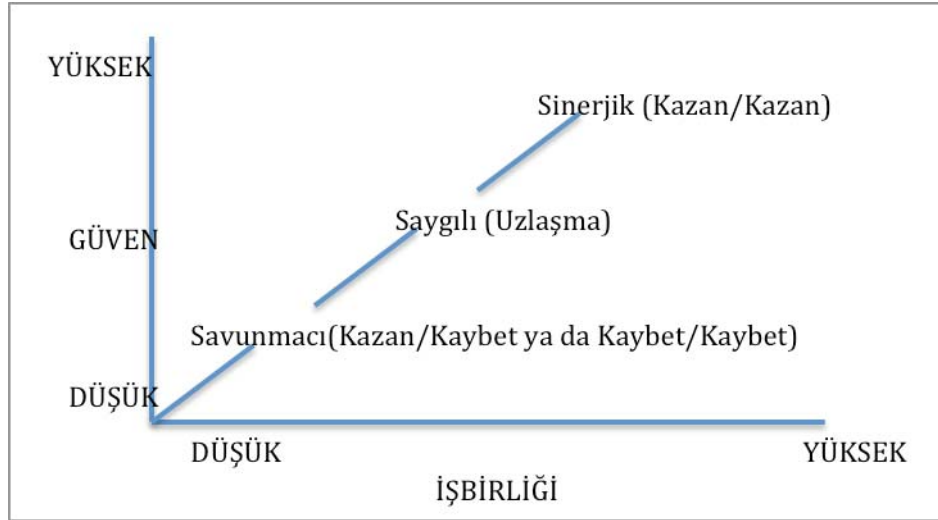 YÜKSEK
Sinerjik (Kazan/Kazan)
Saygılı (Uzlaşma)
GÜVEN
Savunmacı(Kazan/Kaybet ya da Kaybet/Kaybet)
DÜŞÜK
DÜŞÜK
YÜKSEK
İŞBİRLİĞİ